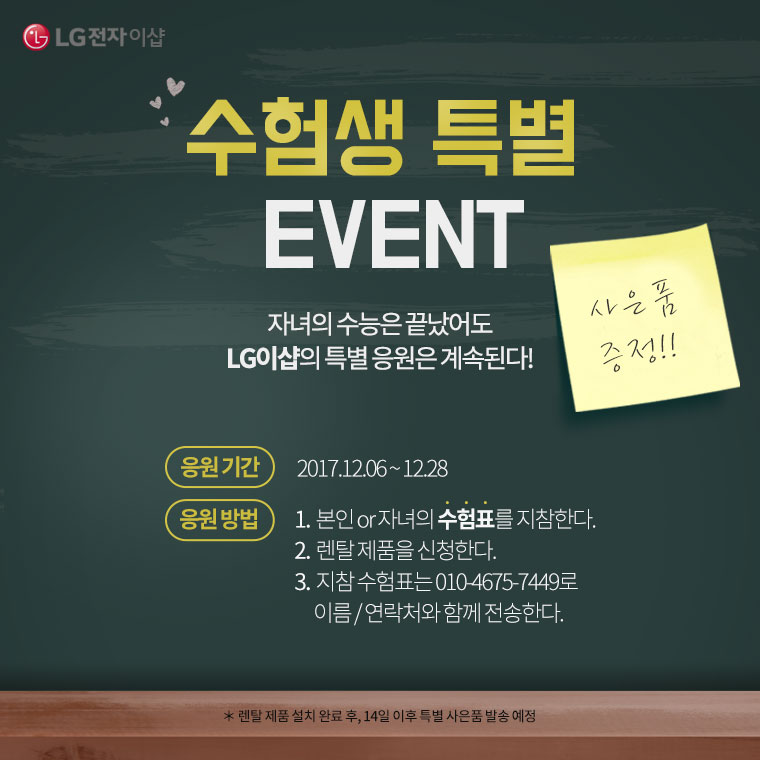 LG전자 이샵
수험생 특별
EVENT
사은품
증정!!
자녀의 수능은 끝났어도
LG이샵의 특별 응원은 계속된다!
응원 기간 2017.12.06 ~ 12.28
응원 방법 1. 본인 or 자녀의 수험표를 지참한다.
2. 렌탈 제품을 신청한다.
3. 지참 수험표는 010-4675-7449로
이름 / 연락처와 함께 전송한다.
* 렌탈 제품 설치 완료 후, 14일 이후 특별 사은품 발송 예정